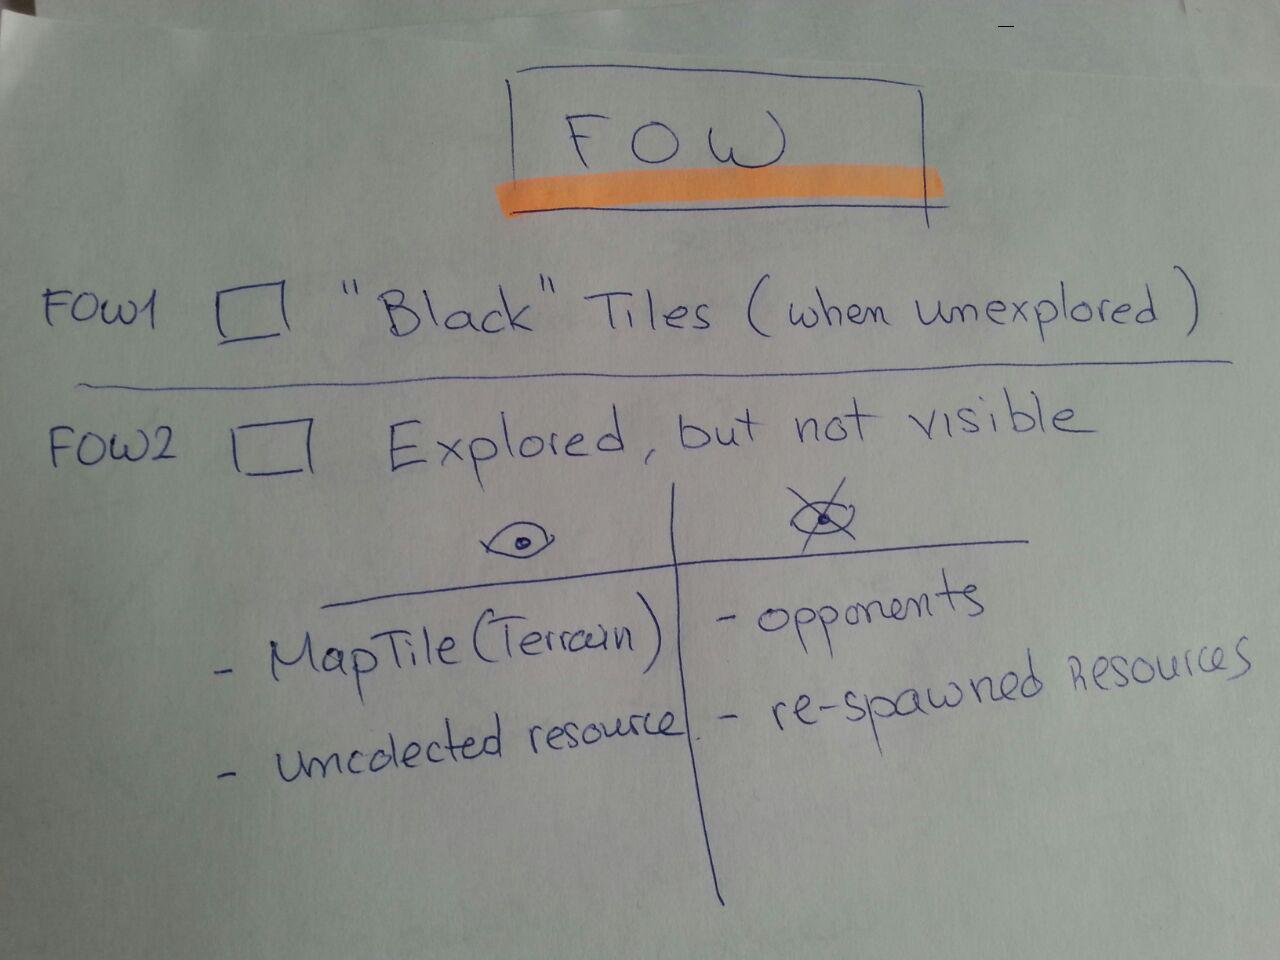 FOW
FOW1 "Black" Tiles (when unexplored)
FOW2 Explored, but not visible
- MapTile (Terrain)
- uncolected resource
- opponents
- re-spawned Resources